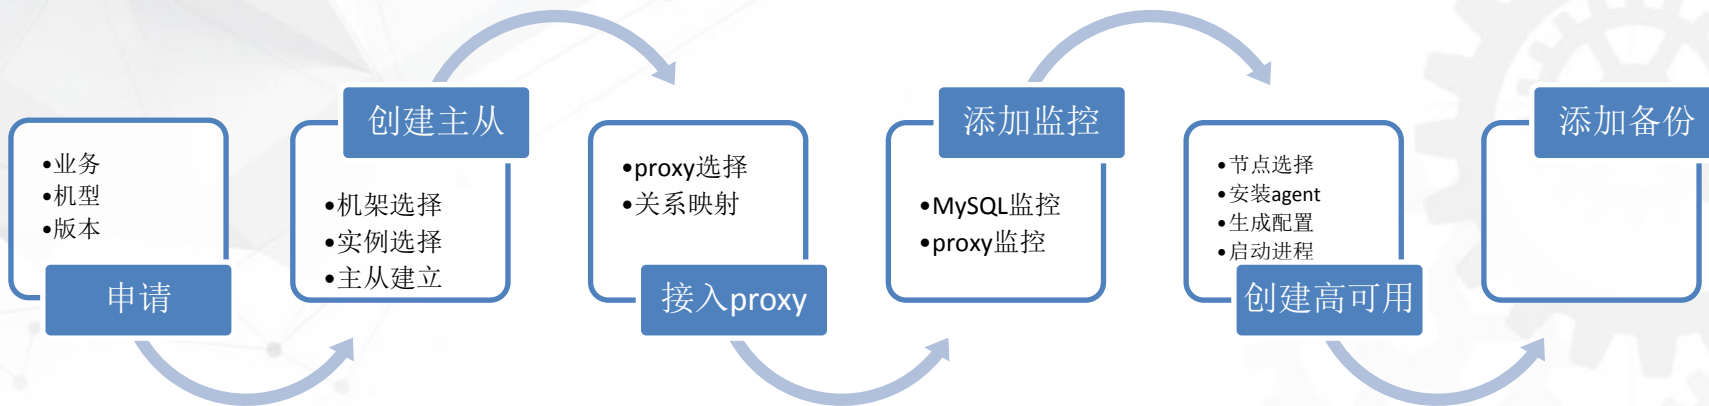 •业务
•机型
•版本
申请
创建主从
•机架选择
•实例选择
•主从建立
•proxy选择
•关系映射
接入proxy
添加监控
•MySQL监控
•proxy监控
•节点选择
•安装agent
•生成配置
•启动进程
创建高可用
添加备份